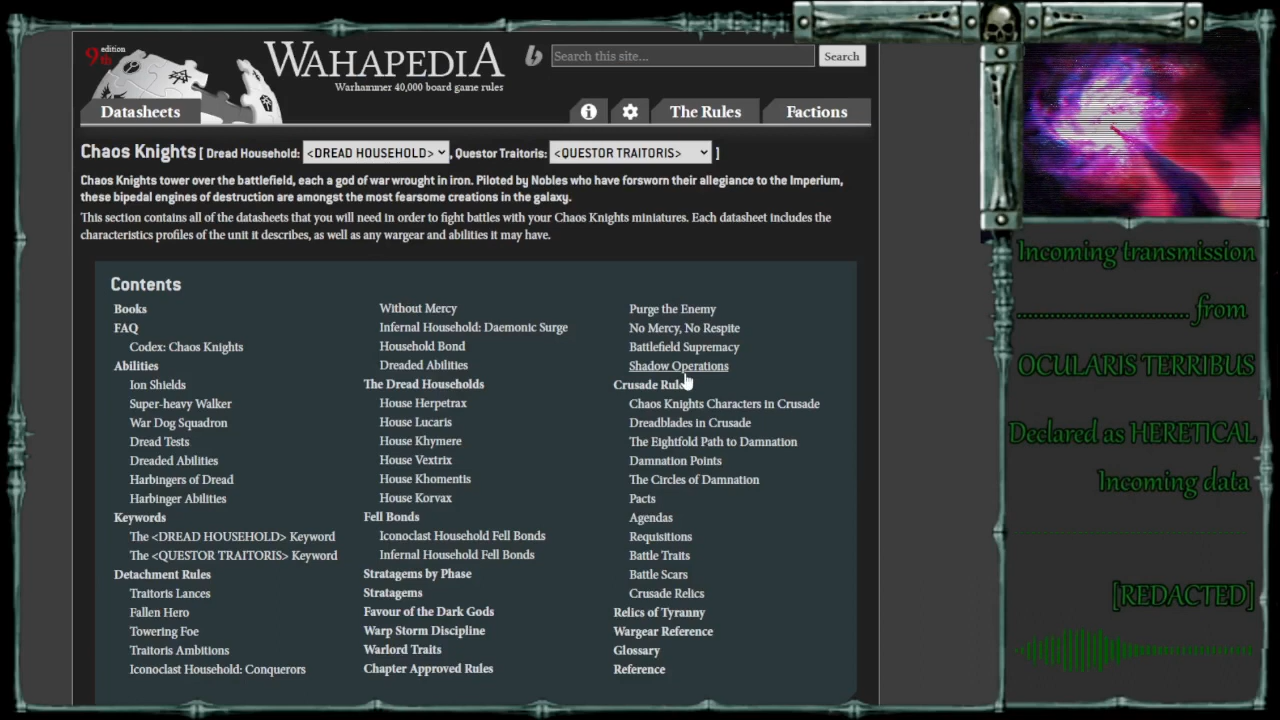 9th edition
WAHAPEDIA
Warhammer 40,000 board game rules
Search this site...
Search
Datasheets
The Rules
Factions
Chaos Knights [ Dread Household: <DREAD HOUSEHOLD> , Questor Traitoris: <QUESTOR TRAITORIS> ]
Chaos Knights tower over the battlefield, each a god of war wrought in iron. Piloted by Nobles who have forsworn their allegiance to the Imperium,
these bipedal engines of destruction are amongst the most fearsome creations in the galaxy.
This section contains all of the datasheets that you will need in order to fight battles with your Chaos Knights miniatures. Each datasheet includes the
characteristics profiles of the unit it describes, as well as any wargear and abilities it may have.
Contents
Books
FAQ
Codex: Chaos Knights
Abilities
Ion Shields
Super-heavy Walker
War Dog Squadron
Dread Tests
Dreaded Abilities
Harbingers of Dread
Harbinger Abilities
Keywords
The <DREAD HOUSEHOLD> Keyword
The <QUESTOR TRAITORIS> Keyword
Detachment Rules
Traitoris Lances
Fallen Hero
Towering Foe
Traitoris Ambitions
Iconoclast Household: Conquerors
Without Mercy
Infernal Household: Daemonic Surge
Household Bond
Dreaded Abilities
The Dread Households
House Herpetrax
House Lucaris
House Khymere
House Vextrix
House Khomentis
House Korvax
Fell Bonds
Iconoclast Household Fell Bonds
Infernal Household Fell Bonds
Stratagems by Phase
Stratagems
Favour of the Dark Gods
Warp Storm Discipline
Warlord Traits
Chapter Approved Rules
Purge the Enemy
No Mercy, No Respite
Battlefield Supremacy
Shadow Operations
Crusade Rules
Chaos Knights Characters in Crusade
Dreadblades in Crusade
The Eightfold Path to Damnation
Damnation Points
The Circles of Damnation
Pacts
Agendas
Requisitions
Battle Traits
Battle Scars
Crusade Relics
Relics of Tyranny
Wargear Reference
Glossary
Reference
Incoming transmission
.............................. from
OCULARIS TERRIBUS
Declared as HERETICAL
Incoming data
[REDACTED]